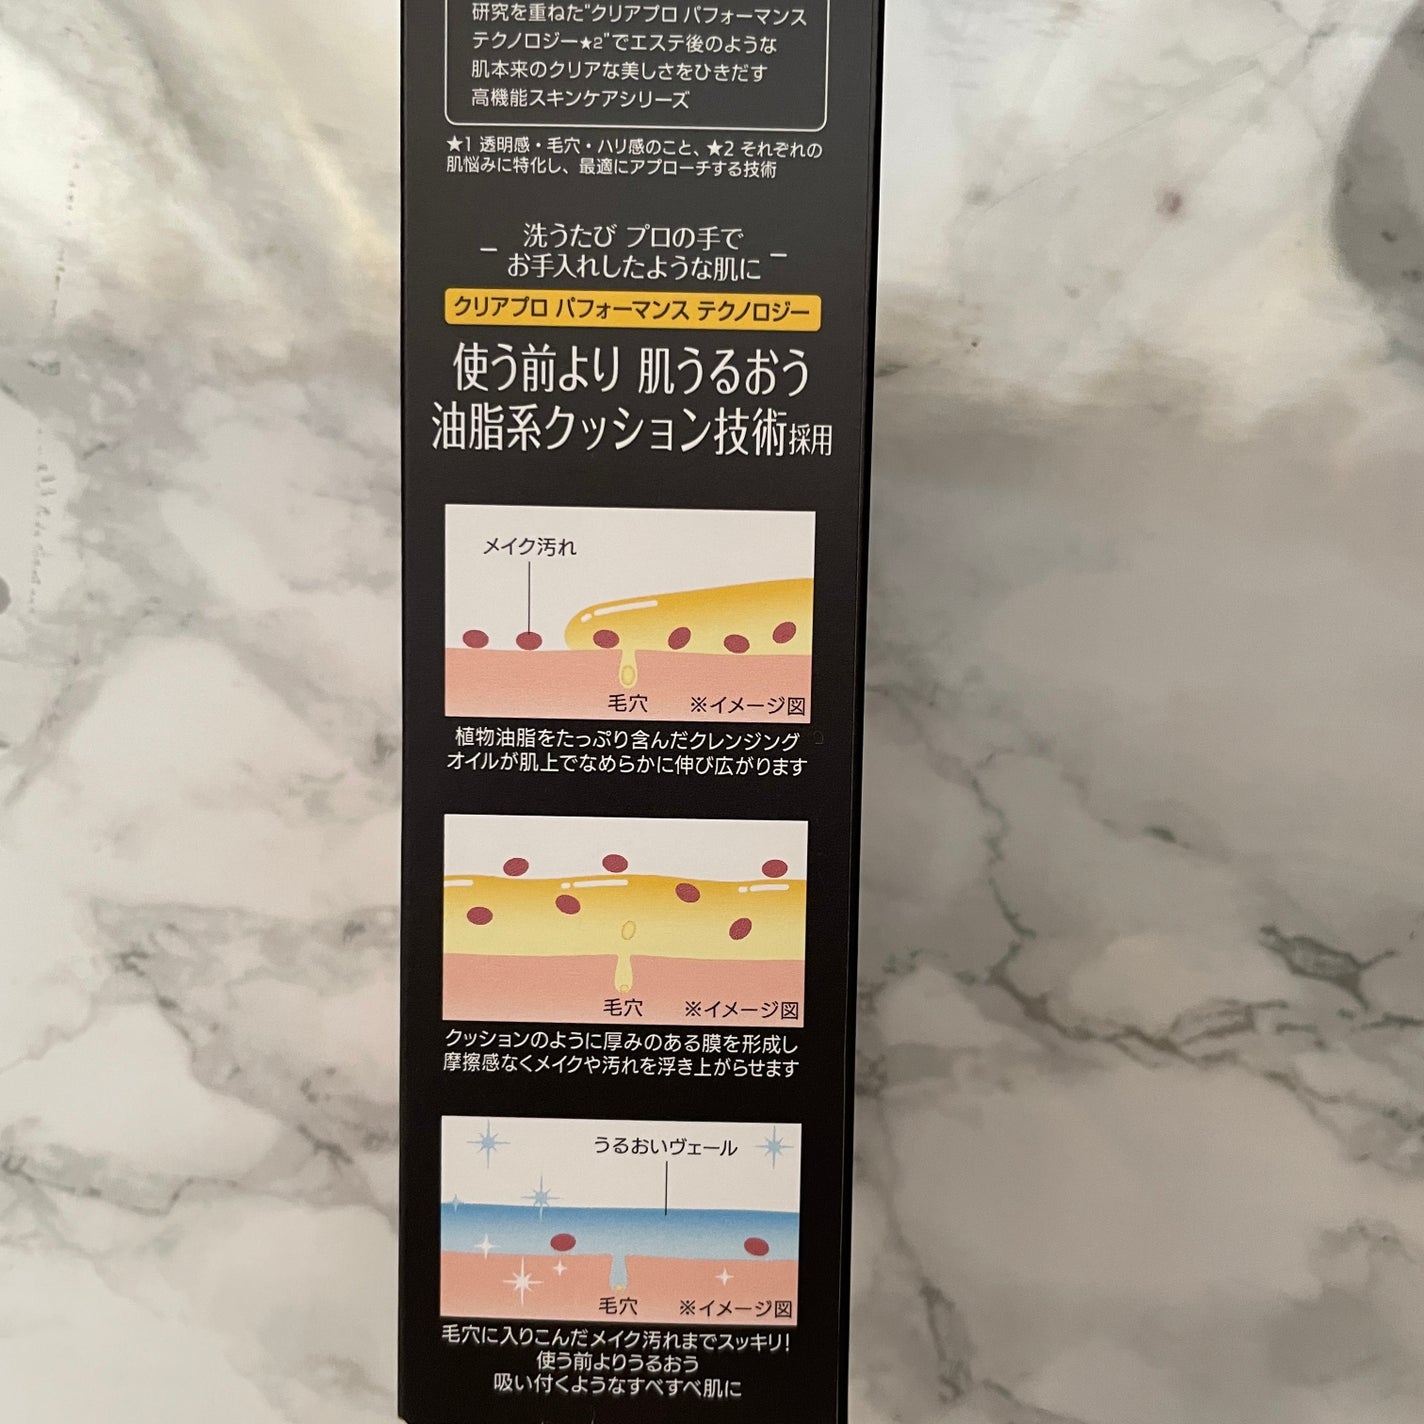 研究を重ねた"クリアプロ パフォーマンス
テクノロジー★2"でエステ後のような
肌本来のクリアな美しさをひきだす
高機能スキンケアシリーズ
★1 透明感・毛穴・ハリ感のこと、★2 それぞれの
肌悩みに特化し、最適にアプローチする技術
洗うたび プロの手で
お手入れしたような肌に
クリアプロ パフォーマンス テクノロジー
使う前より 肌うるおう
油脂系クッション技術採用
メイク汚れ
毛穴 ※イメージ図
植物油脂をたっぷり含んだクレンジング
オイルが肌上でなめらかに伸び広がります
毛穴 ※イメージ図
クッションのように厚みのある膜を形成し
摩擦感なくメイクや汚れを浮き上がらせます
うるおいヴェール
毛穴 ※イメージ図
毛穴に入りこんだメイク汚れまでスッキリ!
使う前よりうるおう
吸い付くようなすべすべ肌に